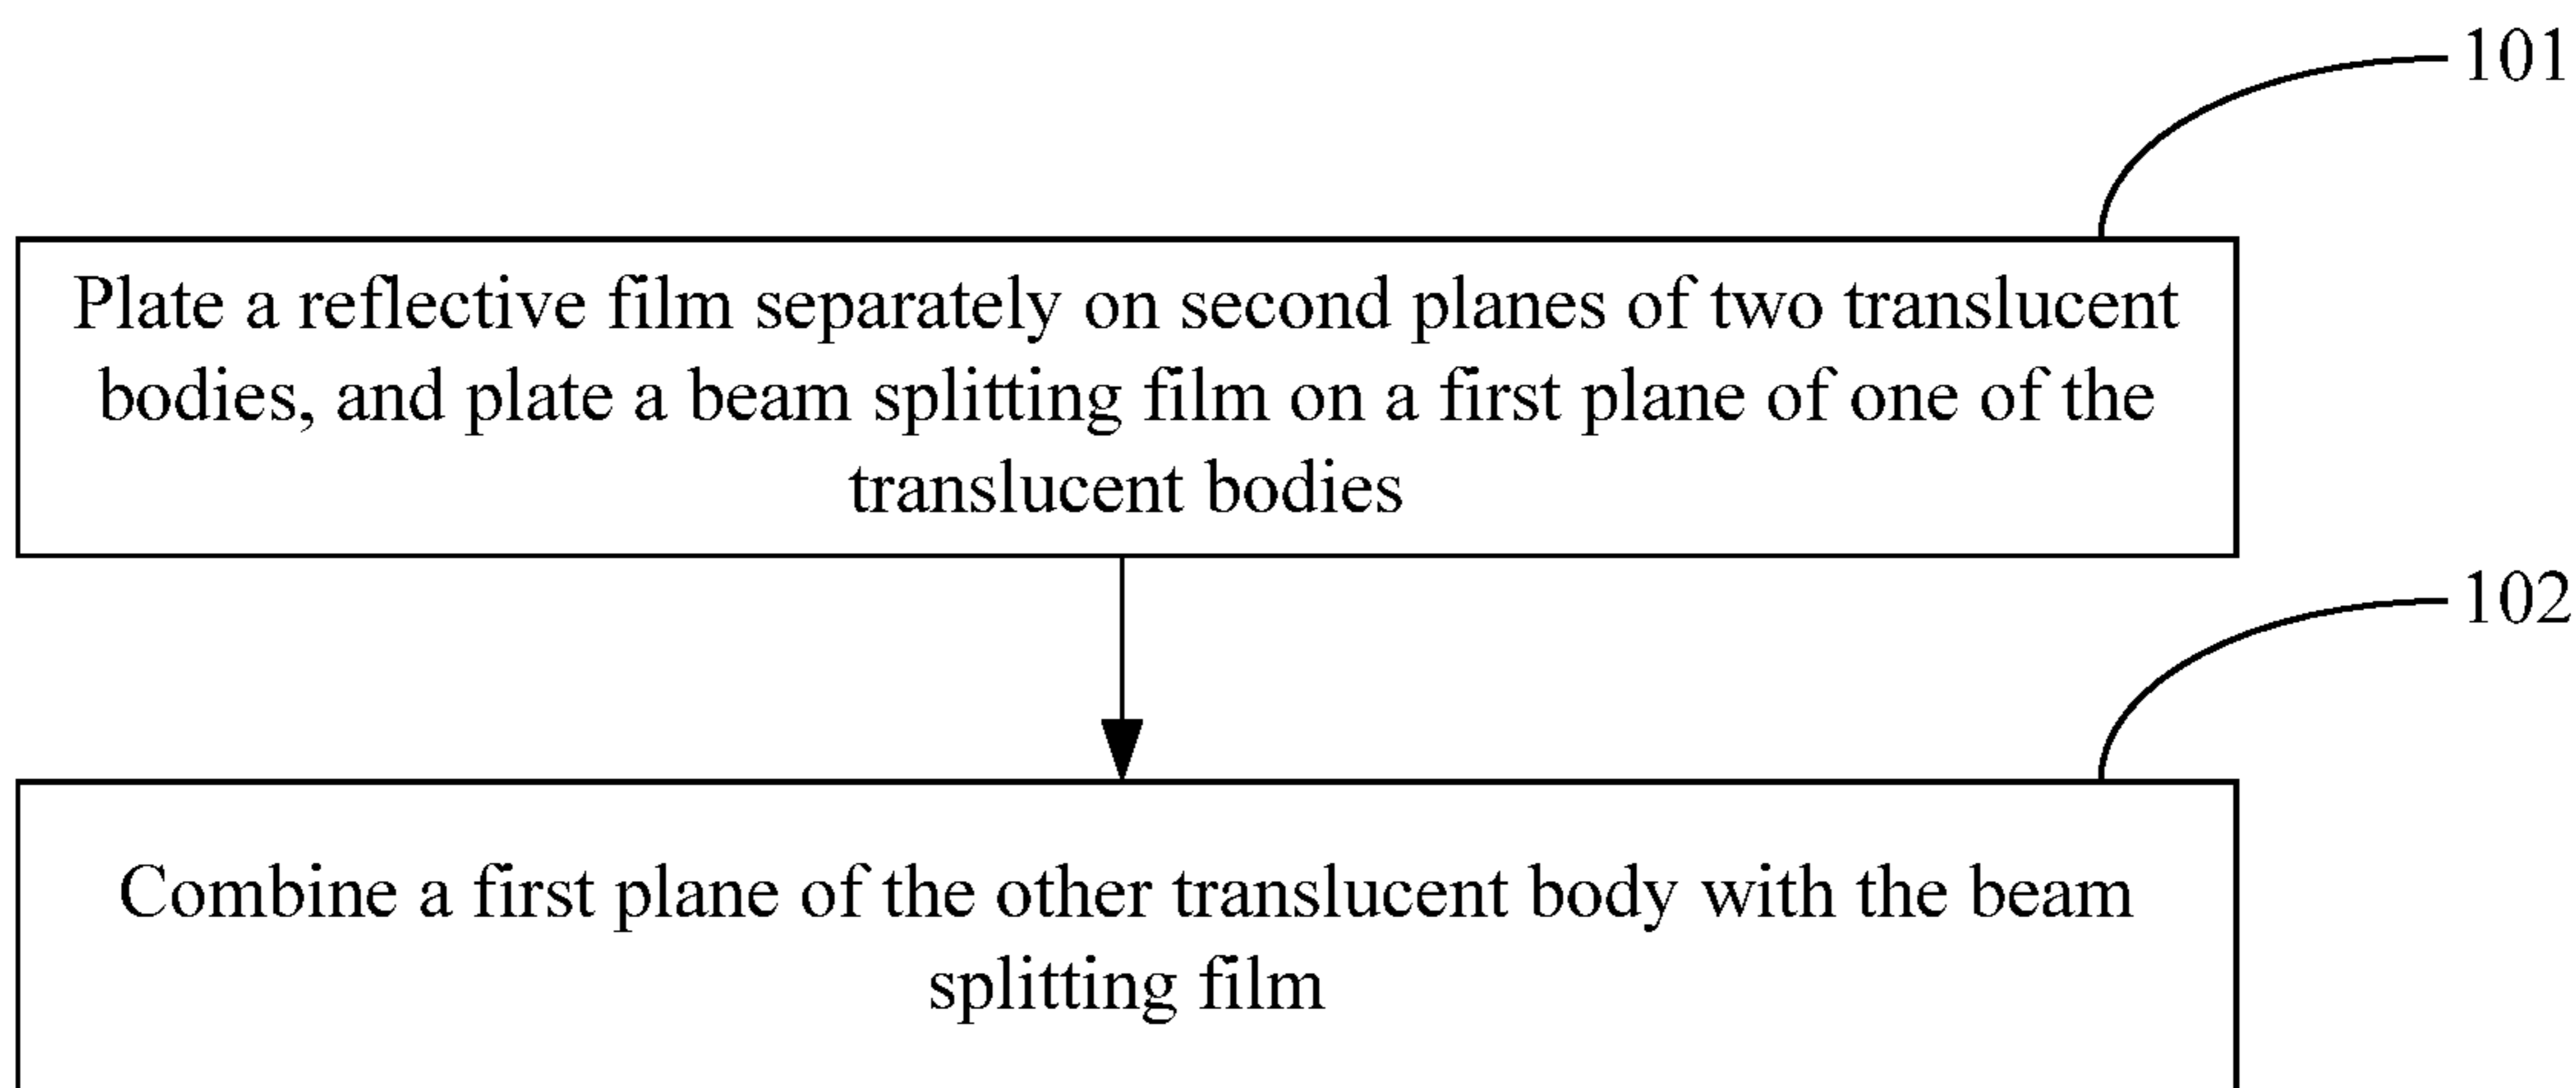 101
Plate a reflective film separately on second planes of two translucent
bodies, and plate a beam splitting film on a first plane of one of the
translucent bodies
102
Combine a first plane of the other translucent body with the beam
splitting film